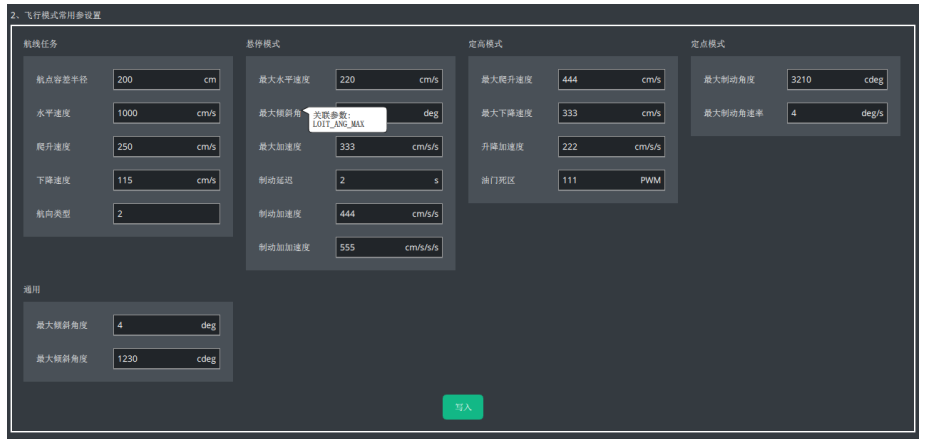 2、飞行模式常用参设置
航线任务
航点容差半径 200 cm
水平速度 1000 cm/s
爬升速度 250 cm/s
下降速度 115 cm/s
航向类型 2
悬停模式
最大水平速度 220 cm/s
最大倾斜角 deg
关联参数:
LOIT_ANG_MAX
最大加速度 333 cm/s/s
制动延迟 2 s
制动加速度 444 cm/s/s
制动加加速度 555 cm/s/s/s
定高模式
最大爬升速度 444 cm/s
最大下降速度 333 cm/s
升降加速度 222 cm/s/s
油门死区 111 PWM
定点模式
最大制动角度 3210 cdeg
最大制动角速率 4 deg/s
通用
最大倾斜角度 4 deg
最大倾斜角度 1230 cdeg
写入